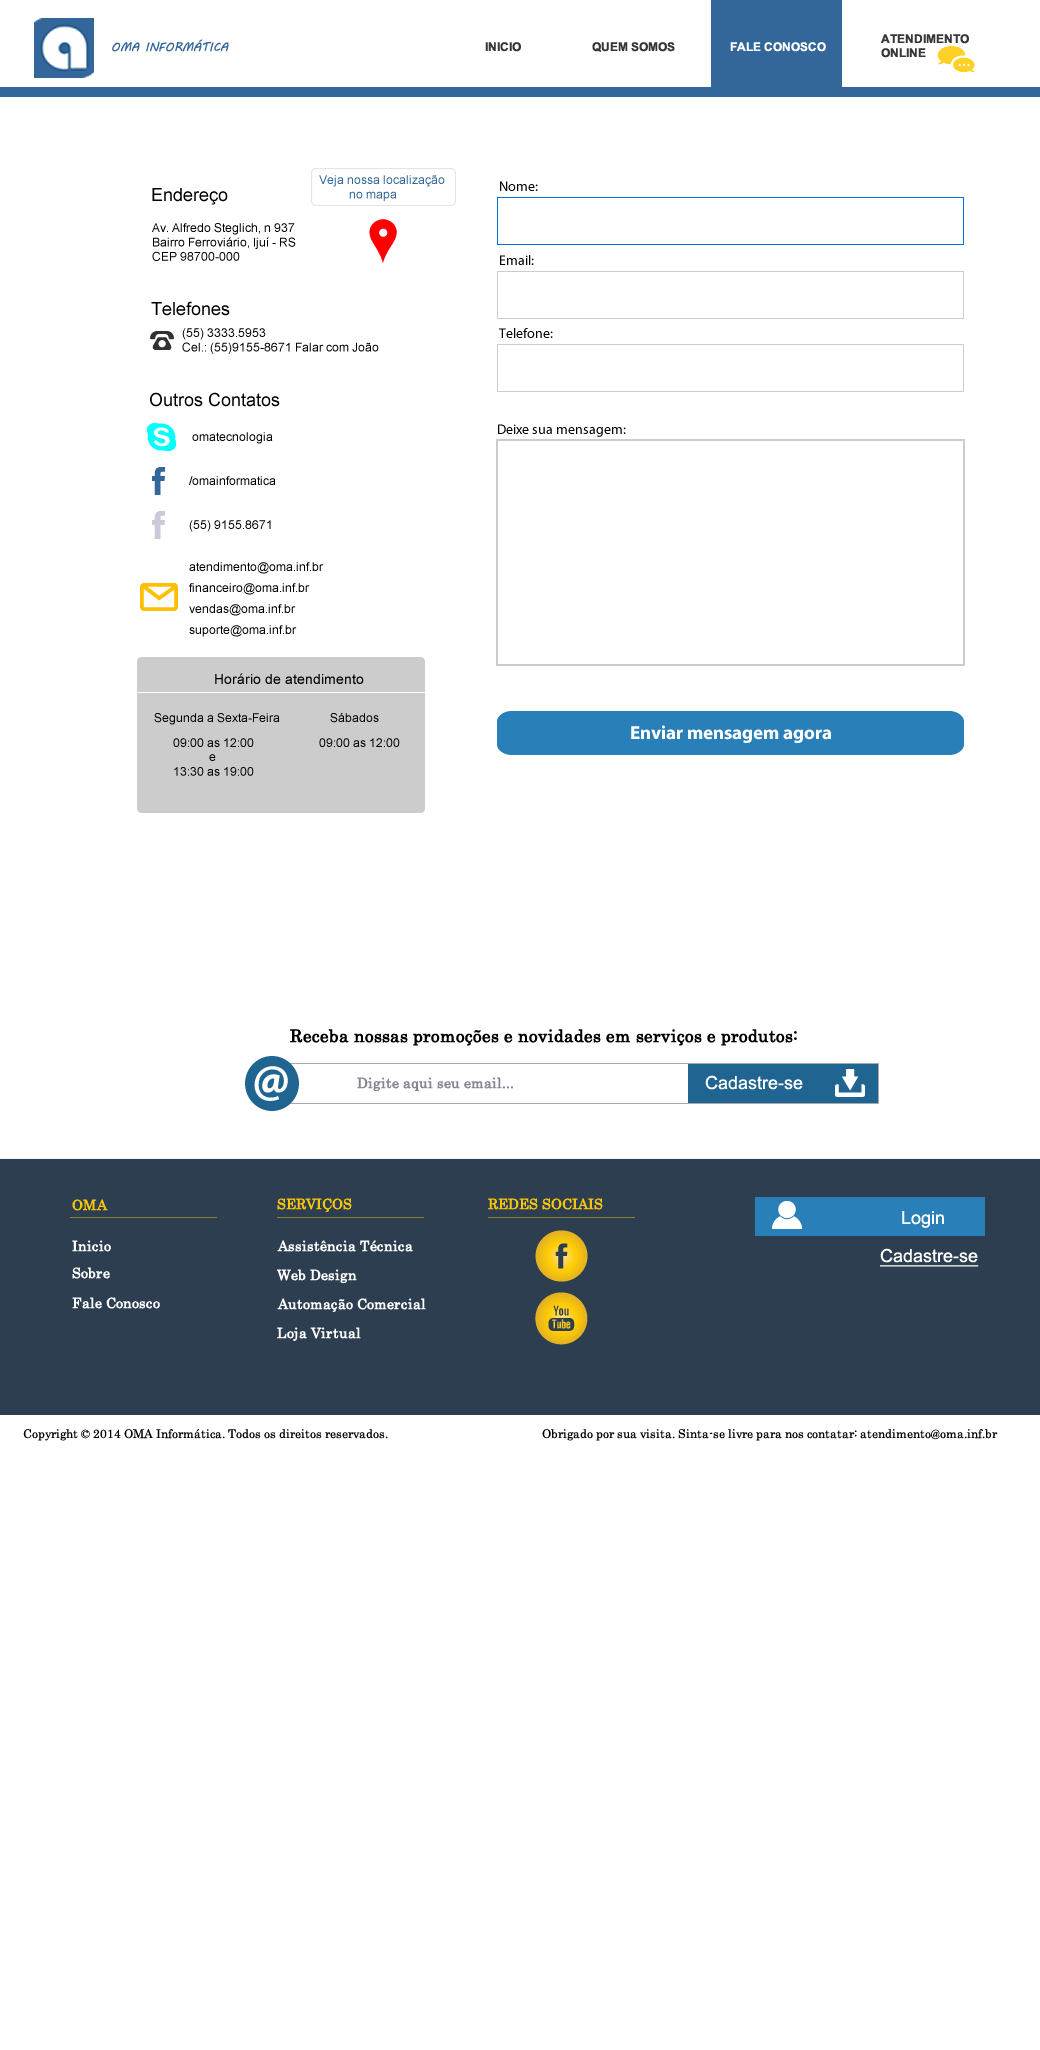 OMA INFORMÁTICA
INICIO
QUEM SOMOS
FALE CONOSCO
ATENDIMENTO
ONLINE
Endereço
Veja nossa localização
no mapa
Av. Alfredo Steglich, n 937
Bairro Ferroviário, Ijuí - RS
CEP 98700-000
Telefones
(55) 3333.5953
Cel.: (55)9155-8671 Falar com João
Outros Contatos
omatecnologia
/omainformatica
(55) 9155.8671
atendimento@oma.inf.br
financeiro@oma.inf.br
vendas@oma.inf.br
suporte@oma.inf.br
Horário de atendimento
Segunda a Sexta-Feira
09:00 as 12:00
e
13:30 as 19:00
Sábados
09:00 as 12:00
Nome:
Email:
Telefone:
Deixe sua mensagem:
Enviar mensagem agora
Receba nossas promoções e novidades em serviços e produtos:
@
Digite aqui seu email...
Cadastre-se
OMA
Inicio
Sobre
Fale Conosco
SERVIÇOS
Assistência Técnica
Web Design
Automação Comercial
Loja Virtual
REDES SOCIAIS
You
Tube
Login
Cadastre-se
Copyright © 2014 OMA Informática. Todos os direitos reservados.
Obrigado por sua visita. Sinta-se livre para nos contatar: atendimento@oma.inf.br